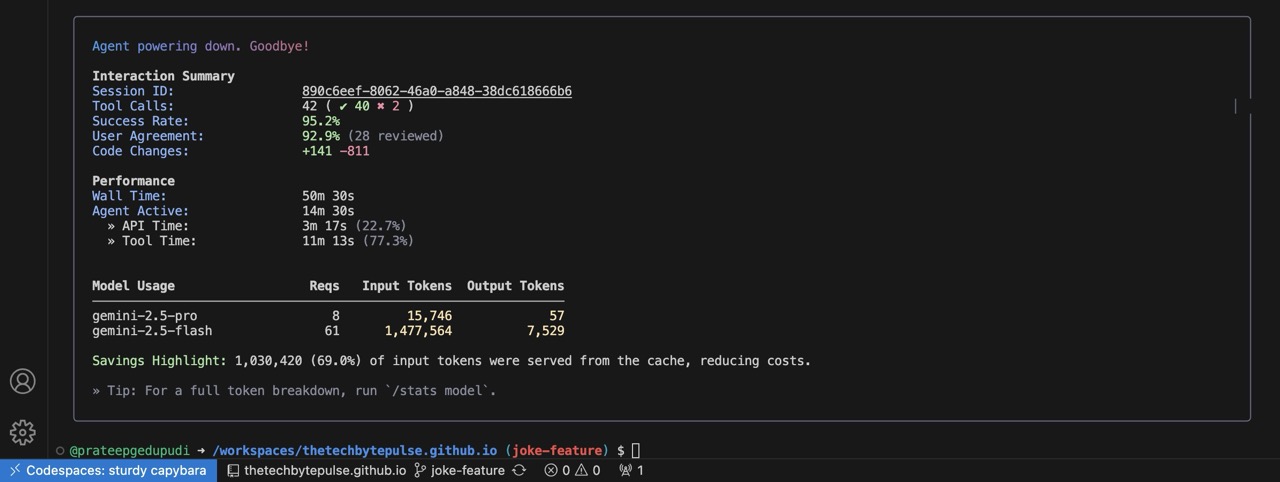 Agent powering down. Goodbye!
Interaction Summary
Session ID: 890c6eef-8062-46a0-a848-38dc618666b6
Tool Calls: 42 ( ✔ 40 ✖ 2 )
Success Rate: 95.2%
User Agreement: 92.9% (28 reviewed)
Code Changes: +141 -811
Performance
Wall Time: 50m 30s
Agent Active: 14m 30s
» API Time: 3m 17s (22.7%)
» Tool Time: 11m 13s (77.3%)
Model Usage Reqs Input Tokens Output Tokens
gemini-2.5-pro 8 15,746 57
gemini-2.5-flash 61 1,477,564 7,529
Savings Highlight: 1,030,420 (69.0%) of input tokens were served from the cache, reducing costs.
» Tip: For a full token breakdown, run `/stats model`.
@prateepgedupudi ➜ /workspaces/thetechbytepulse.github.io (joke-feature) $
Codespaces: sturdy capybara thetechbytepulse.github.io joke-feature 0 0 1